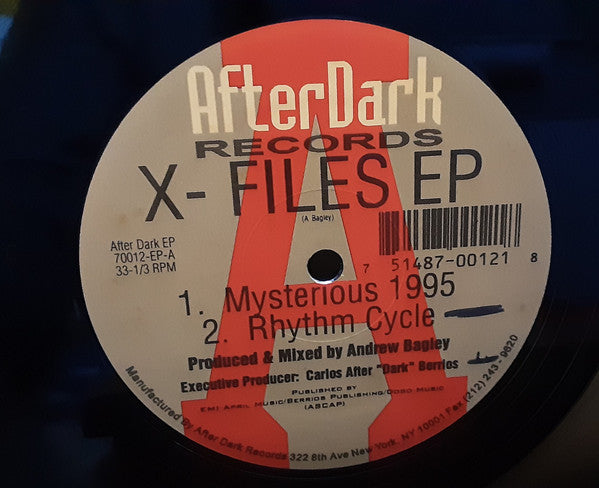 AfterDark
RECORDS
X- FILES EP
(A Bagley)
After Dark EP
70012-EP-A
33-1/3 RPM
7 51487-00121 8
1. Mysterious 1995
2. Rhythm Cycle
Produced & Mixed by Andrew Bagley
Executive Producer: Carlos After "Dark" Berrios
PUBLISHED BY
EMI APRIL MUSIC/BERRIOS PUBLISHING/DOBO MUSIC
(ASCAP)
Manufactured By After Dark Records 322 8th Ave New York, NY 10001 Fax (212) 243-9620